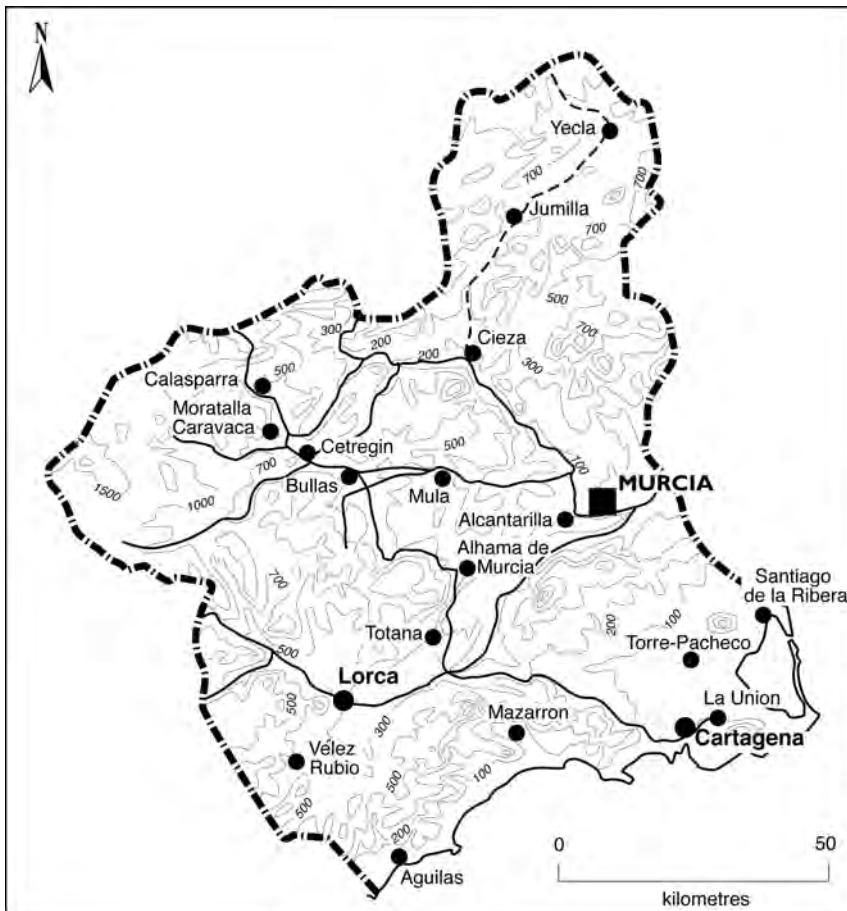 N
Yecla
700
700
Jumilla
700
500
300
200
200
700
Cieza
300
500
Calasparra
Moratalla
Caravaca
Cetregin
500
100
700
MURCIA
1500
1000
Bullas
Mula
Alcantarilla
Alhama de
Murcia
700
Santiago
de la Ribera
200
100
Totana
Torre-Pacheco
500
Lorca
500
300
La Union
Mazarron
Cartagena
Vélez
Rubio
500
100
500
200
Aguilas
0
50
kilometres